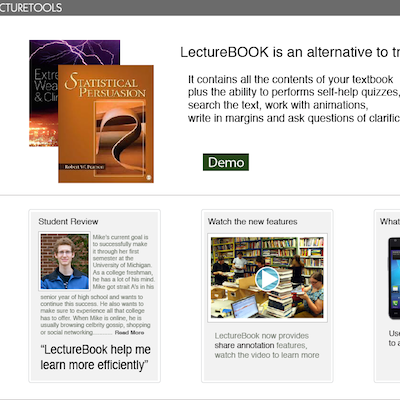 CTURETOOLS
LectureBOOK is an alternative to tr
It contains all the contents of your textbook
plus the ability to performs self-help quizzes,
search the text, work with animations,
write in margins and ask questions of clarific
Extre
Wea
& Cli
STATISTICAL
PERSUASION
Robert W. Pearson
Demo
Student Review
Mike's current goal is
to successfully make
it through her first
semester at the
University of Michigan.
As a college freshman,
he has a lot of his mind.
Mike got strait A's in his
senior year of high school and wants to
continue this success. He also wants to
make sure to experience all that college
has to offer. When Mike is online, he is
usually browsing celbrity gossip, shopping
or social networking............. Read More
“LectureBook help me
learn more efficiently”
Watch the new features
LectureBOOK now provides
share annotation features,
watch the video to learn more
What
Use
to a